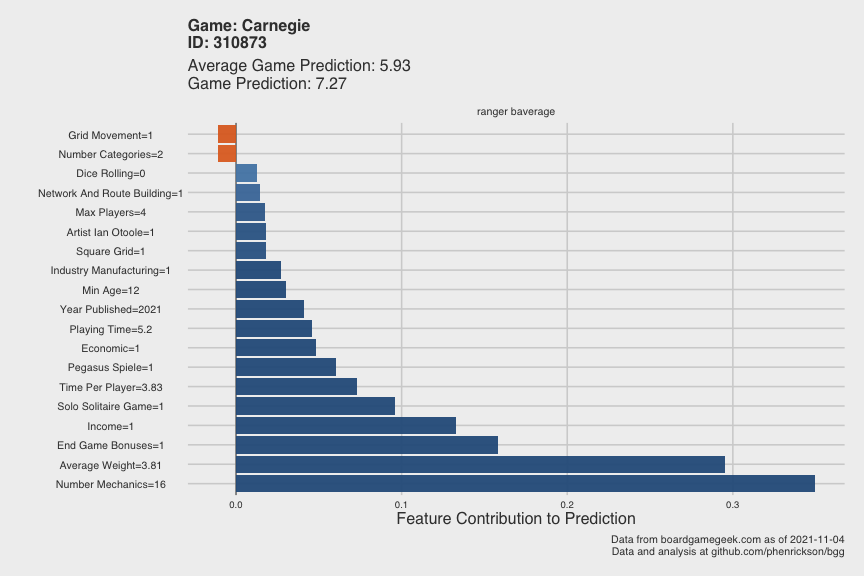 Game: Carnegie
ID: 310873
Average Game Prediction: 5.93
Game Prediction: 7.27
ranger baverage
Grid Movement=1
Number Categories=2
Dice Rolling=0
Network And Route Building=1
Max Players=4
Artist Ian Otoole=1
Square Grid=1
Industry Manufacturing=1
Min Age=12
Year Published=2021
Playing Time=5.2
Economic=1
Pegasus Spiele=1
Time Per Player=3.83
Solo Solitaire Game=1
Income=1
End Game Bonuses=1
Average Weight=3.81
Number Mechanics=16
0.0 0.1 0.2 0.3
Feature Contribution to Prediction
Data from boardgamegeek.com as of 2021-11-04
Data and analysis at github.com/phenrickson/bgg